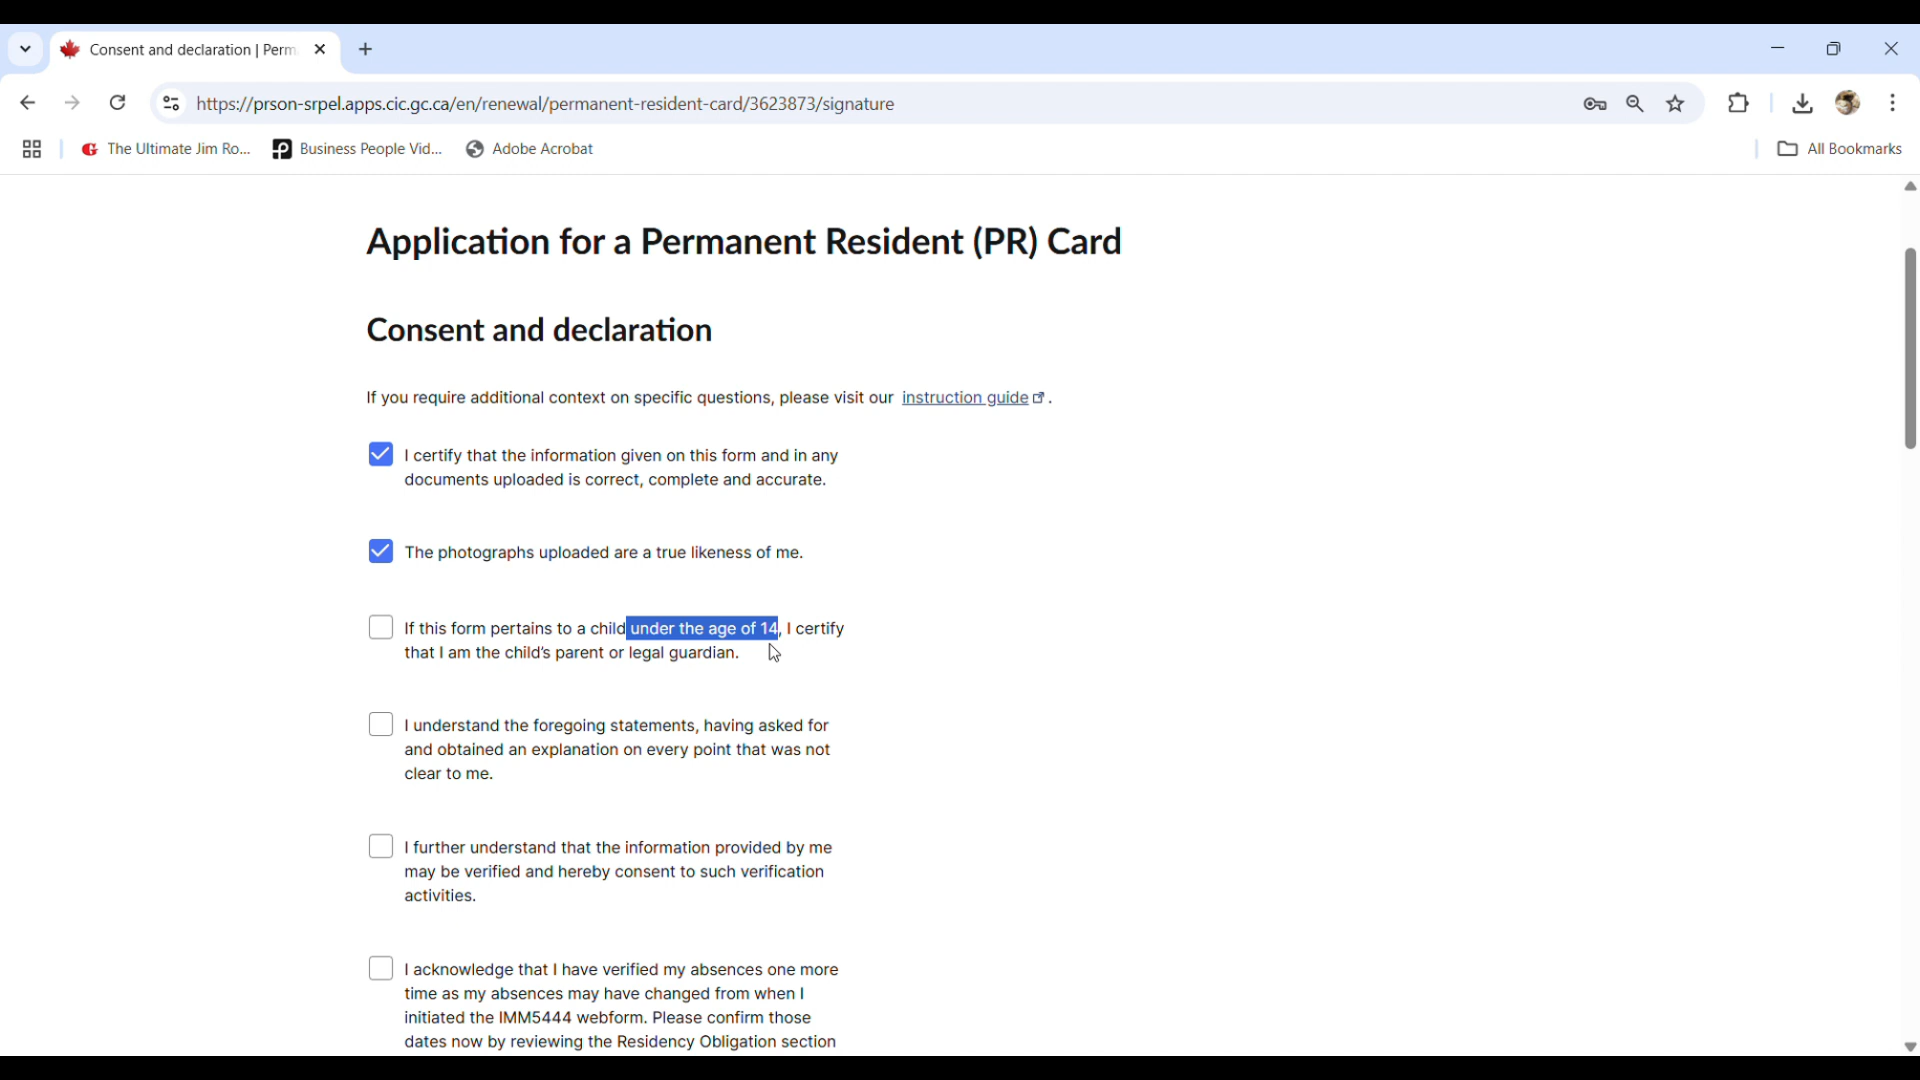 Consent and declaration | Perm
https://prson-srpel.apps.cic.gc.ca/en/renewal/permanent-resident-card/3623873/signature
The Ultimate Jim Ro...
Business People Vid...
Adobe Acrobat
All Bookmarks
Application for a Permanent Resident (PR) Card
Consent and declaration
If you require additional context on specific questions, please visit our instruction guide.
I certify that the information given on this form and in any
documents uploaded is correct, complete and accurate.
The photographs uploaded are a true likeness of me.
If this form pertains to a child under the age of 14, I certify
that I am the child's parent or legal guardian.
I understand the foregoing statements, having asked for
and obtained an explanation on every point that was not
clear to me.
I further understand that the information provided by me
may be verified and hereby consent to such verification
activities.
I acknowledge that I have verified my absences one more
time as my absences may have changed from when I
initiated the IMM5444 webform. Please confirm those
dates now by reviewing the Residency Obligation section